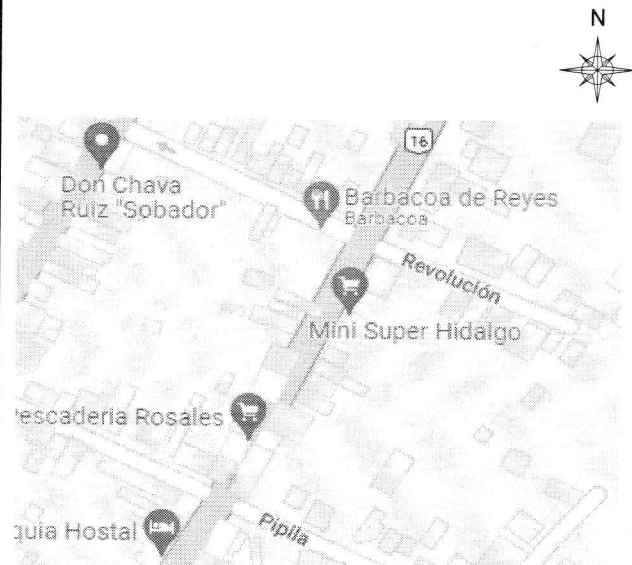 N
16
Don Chava
Ruiz "Sobador"
Barbacoa de Reyes
Barbacoa
Revolución
Mini Super Hidalgo
escaderia Rosales
Pipila
quia Hostal